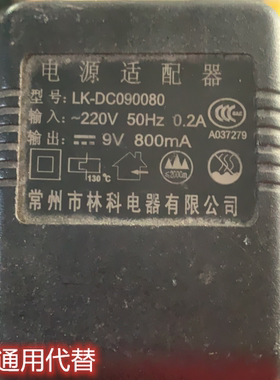 电源适配器
型号: LK-DC090080
输入: ~220V 50Hz 0.2A
输出: ⎓ 9V 800mA
A037279
130℃
≤2000m
常州市林科电器有限公司
通用代替